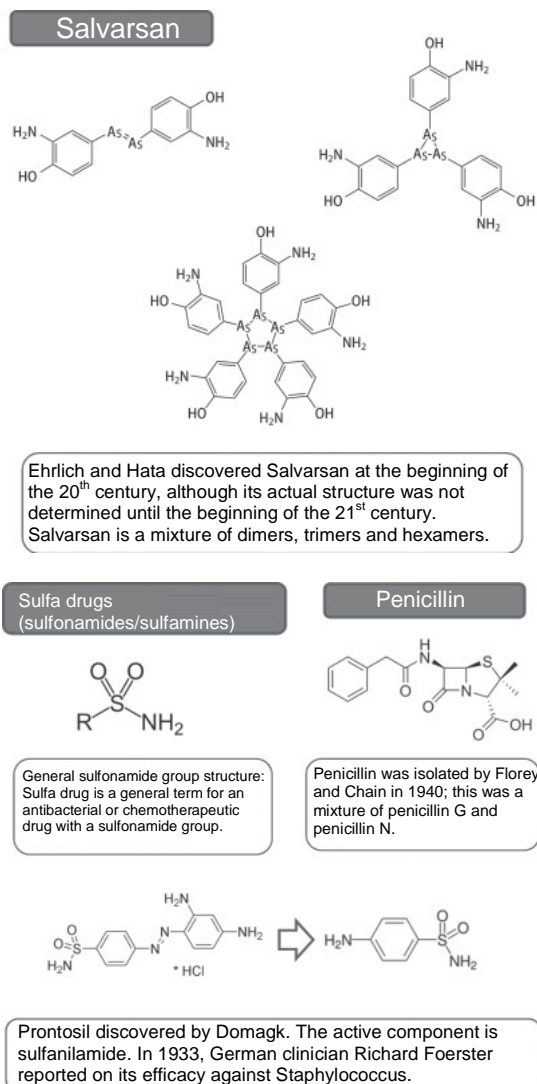 Salvarsan
OH
NH2
H2N
As
As
OH
NH2
HO
As
As
As
H2N
HO
OH
NH2
OH
NH2
H2N
HO
As
As
As
As
As
OH
NH2
H2N
HO
H2N
OH
Ehrlich and Hata discovered Salvarsan at the beginning of
the 20th century, although its actual structure was not
determined until the beginning of the 21st century.
Salvarsan is a mixture of dimers, trimers and hexamers.
Sulfa drugs
(sulfonamides/sulfamines)
Penicillin
O
O
S
R
NH2
H
N
S
O
N
O
O
OH
General sulfonamide group structure:
Sulfa drug is a general term for an
antibacterial or chemotherapeutic
drug with a sulfonamide group.
Penicillin was isolated by Florey
and Chain in 1940; this was a
mixture of penicillin G and
penicillin N.
H2N
NH2
N
N
O
O
S
H2N
* HCl
H2N
O
S
O
NH2
Prontosil discovered by Domagk. The active component is
sulfanilamide. In 1933, German clinician Richard Foerster
reported on its efficacy against Staphylococcus.